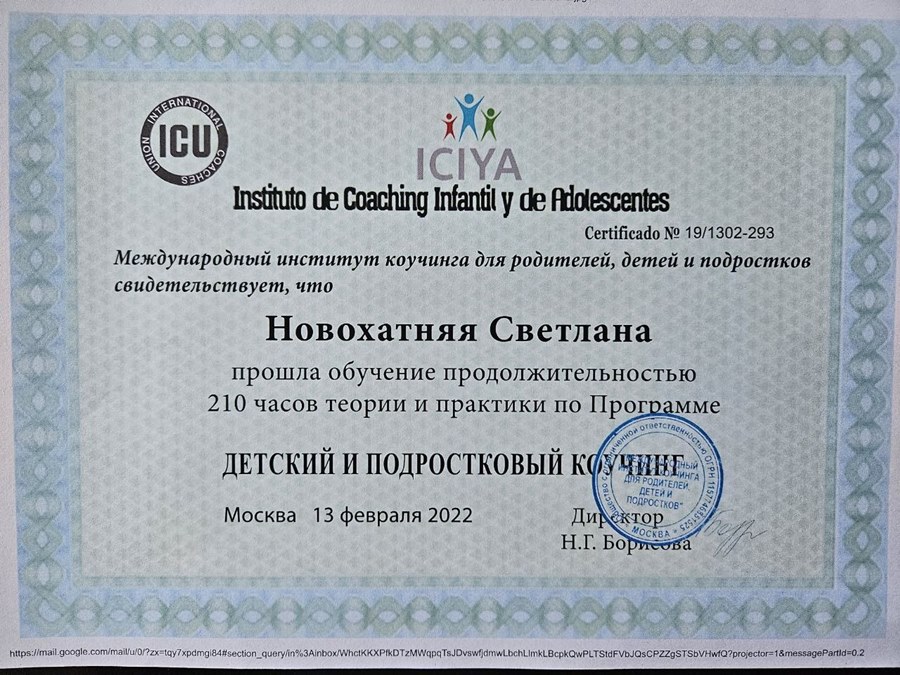 INTERNATIONAL COACHES UNION
ICU
ICIYA
Instituto de Coaching Infantil y de Adolescentes
Certificado № 19/1302-293
Международный институт коучинга для родителей, детей и подростков
свидетельствует, что
Новохатняя Светлана
прошла обучение продолжительностью
210 часов теории и практики по Программе
ДЕТСКИЙ И ПОДРОСТКОВЫЙ КОУЧИНГ
ДЛЯ РОДИТЕЛЕЙ,
ДЕТЕЙ И
ПОДРОСТКОВ"
МОСКВА
Москва 13 февраля 2022
Директор
Н.Г. Борисова